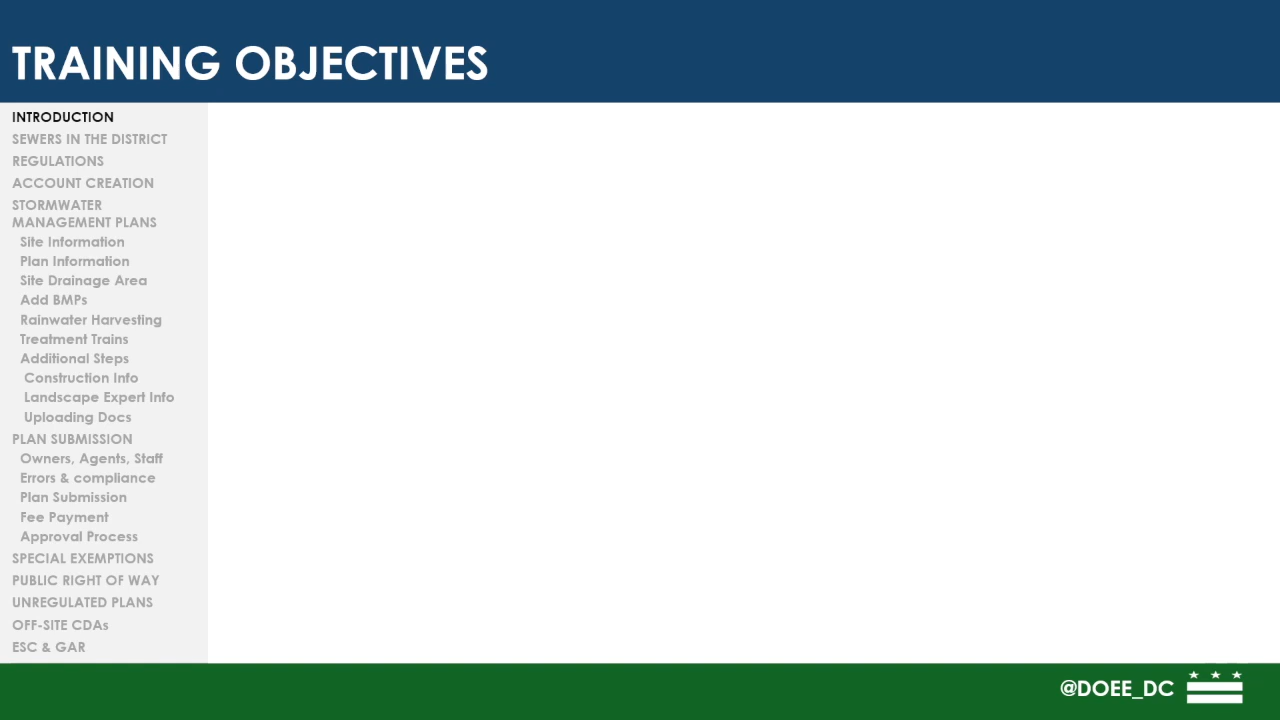 TRAINING OBJECTIVES
INTRODUCTION
SEWERS IN THE DISTRICT
REGULATIONS
ACCOUNT CREATION
STORMWATER
MANAGEMENT PLANS
Site Information
Plan Information
Site Drainage Area
Add BMPs
Rainwater Harvesting
Treatment Trains
Additional Steps
Construction Info
Landscape Expert Info
Uploading Docs
PLAN SUBMISSION
Owners, Agents, Staff
Errors & compliance
Plan Submission
Fee Payment
Approval Process
SPECIAL EXEMPTIONS
PUBLIC RIGHT OF WAY
UNREGULATED PLANS
OFF-SITE CDAs
ESC & GAR
@DOEE_DC